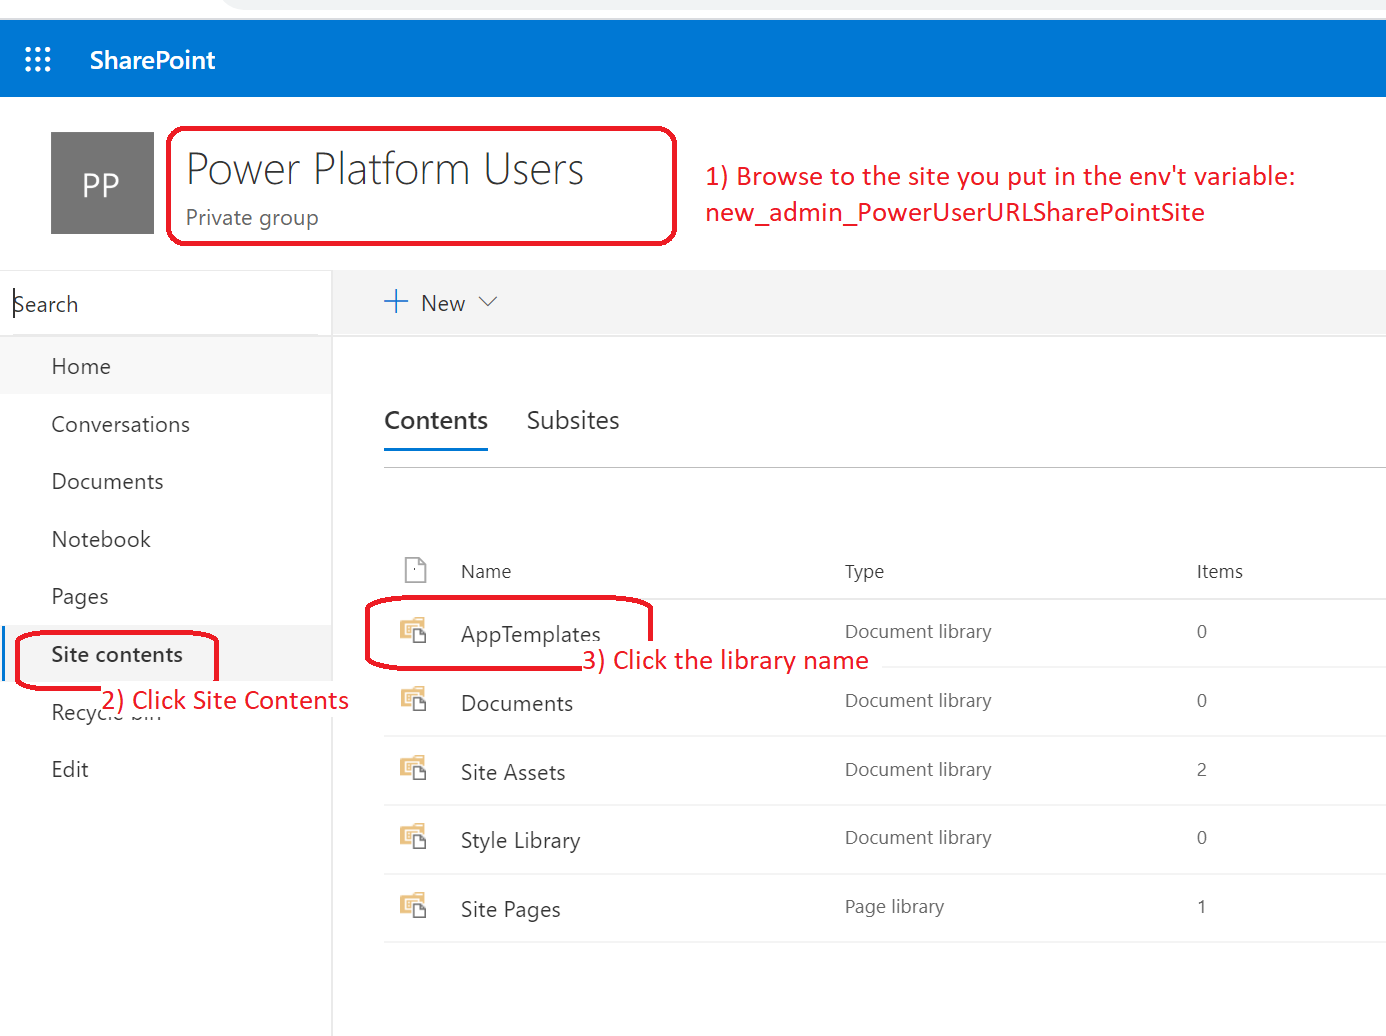 SharePoint
PP
Power Platform Users
Private group
1) Browse to the site you put in the env't variable:
new_admin_PowerUserURLSharePointSite
Search
New
Home
Conversations
Documents
Notebook
Pages
Site contents
2) Click Site Contents
Recycle bin
Edit
Contents Subsites
Name Type Items
AppTemplates Document library 0
3) Click the library name
Documents Document library 0
Site Assets Document library 2
Style Library Document library 0
Site Pages Page library 1